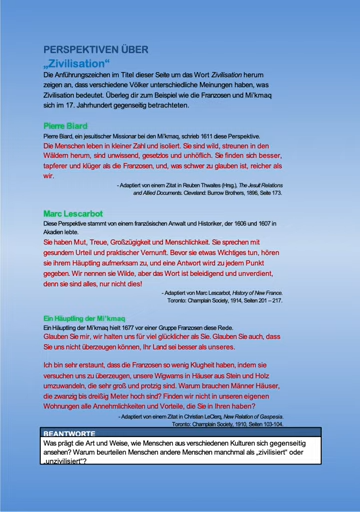 PERSPEKTIVEN ÜBER
„Zivilisation“
Die Anführungszeichen im Titel dieser Seite um das Wort Zivilisation herum
zeigen an, dass verschiedene Völker unterschiedliche Meinungen haben, was
Zivilisation bedeutet. Überleg dir zum Beispiel wie die Franzosen und Mi'kmaq
sich im 17. Jahrhundert gegenseitig betrachteten.
Pierre Biard
Pierre Biard, ein jesuitischer Missionar bei den Mi'kmaq, schrieb 1611 diese Perspektive.
Die Menschen leben in kleiner Zahl und isoliert. Sie sind wild, streunen in den
Wäldern herum, sind unwissend, gesetzlos und unhöflich. Sie finden sich besser,
tapferer und klüger als die Franzosen, und, was schwer zu glauben ist, reicher als
wir.
- Adaptiert von einem Zitat in Reuben Thwaites (Hrsg.), The Jesuit Relations
and Allied Documents. Cleveland: Burrow Brothers, 1896, Seite 173.
Marc Lescarbot
Diese Perspektive stammt von einem französischen Anwalt und Historiker, der 1606 und 1607 in
Akadien lebte.
Sie haben Mut, Treue, Großzügigkeit und Menschlichkeit. Sie sprechen mit
gesundem Urteil und praktischer Vernunft. Bevor sie etwas Wichtiges tun, hören
sie ihrem Häuptling aufmerksam zu, und eine Antwort wird zu jedem Punkt
gegeben. Wir nennen sie Wilde, aber das Wort ist beleidigend und unverdient,
denn sie sind alles, nur nicht dies!
- Adaptiert von Marc Lescarbot, History of New France.
Toronto: Champlain Society, 1914, Seiten 201 – 217.
Ein Häuptling der Mi'kmaq
Ein Häuptling der Mi'kmaq hielt 1677 vor einer Gruppe Franzosen diese Rede.
Glauben Sie mir, wir halten uns für viel glücklicher als Sie. Glauben Sie auch, dass
Sie uns nicht überzeugen können, Ihr Land sei besser als unseres.
Ich bin sehr erstaunt, dass die Franzosen so wenig Klugheit haben, indem sie
versuchen uns zu überzeugen, unsere Wigwams in Häuser aus Stein und Holz
umzuwandeln, die sehr groß und protzig sind. Warum brauchen Männer Häuser,
die zwanzig bis dreißig Meter hoch sind? Finden wir nicht in unseren eigenen
Wohnungen alle Annehmlichkeiten und Vorteile, die Sie in Ihren haben?
- Adaptiert von einem Zitat in Christian LeClerq, New Relation of Gaspesia.
Toronto: Champlain Society, 1910, Seiten 103-104.
BEANTWORTE
Was prägt die Art und Weise, wie Menschen aus verschiedenen Kulturen sich gegenseitig
ansehen? Warum beurteilen Menschen andere Menschen manchmal als „zivilisiert” oder
„unzivilisiert”?